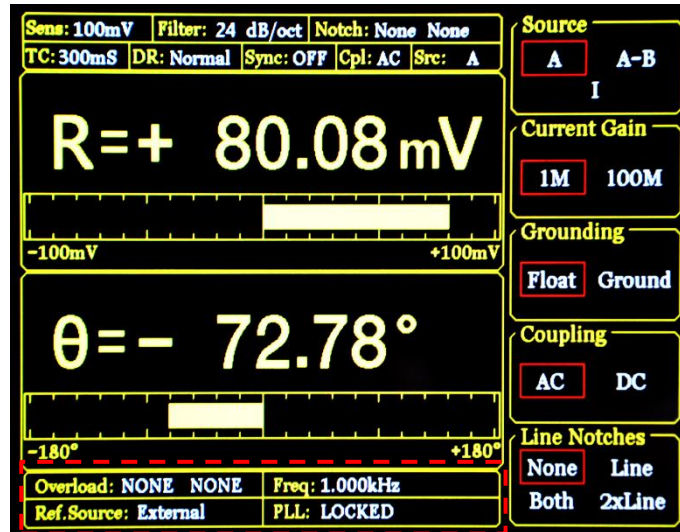 Sens: 100mV Filter: 24 dB/oct Notch: None None
TC: 300mS DR: Normal Sync: OFF Cpl: AC Src: A
R=+ 80.08 mV
-100mV +100mV
θ=- 72.78°
-180° +180°
Overload: NONE NONE Freq: 1.000kHz
Ref.Source: External PLL: LOCKED
Source
A A-B
I
Current Gain
1M 100M
Grounding
Float Ground
Coupling
AC DC
Line Notches
None Line
Both 2xLine